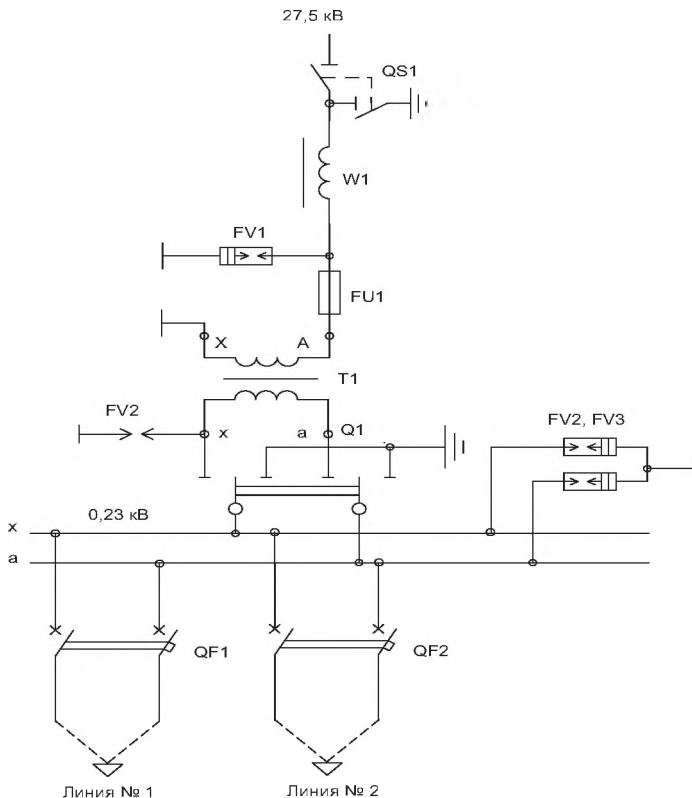 27,5 кВ
QS1
W1
FV1
FU1
X A
T1
FV2
x a Q1
FV2, FV3
x 0,23 кВ
a
QF1 QF2
Линия № 1 Линия № 2